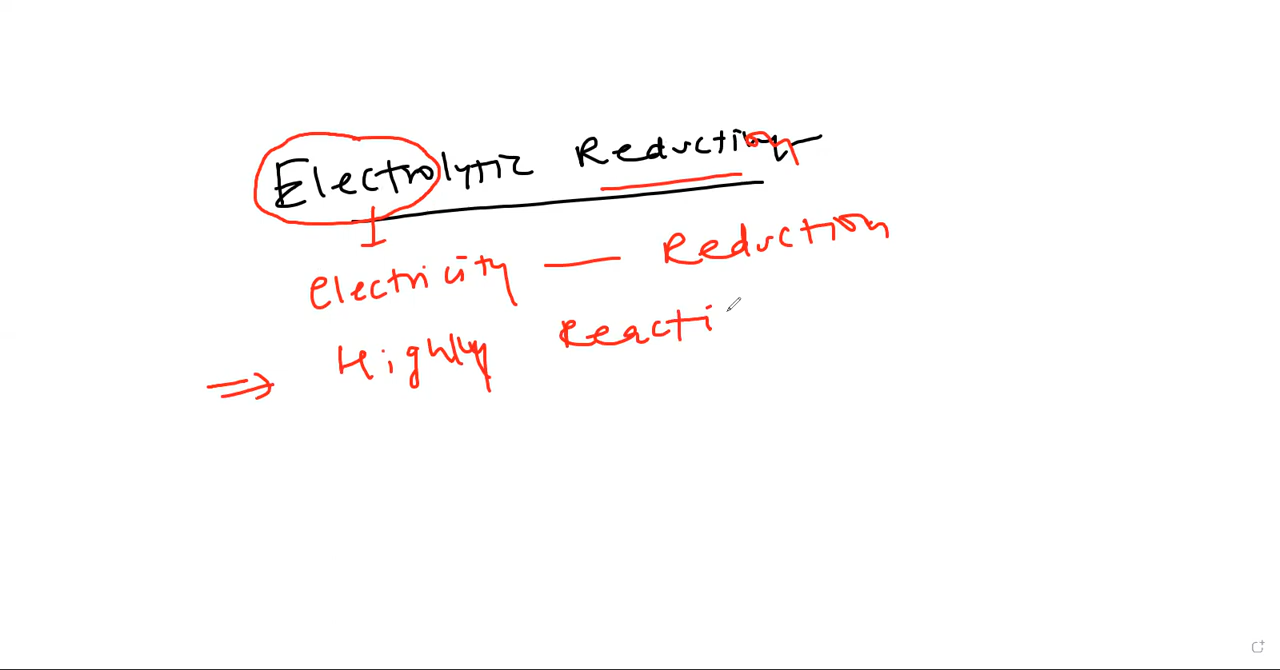 Electrolytic Reduction
Electricity — Reduction
⇒ Highly Reacti